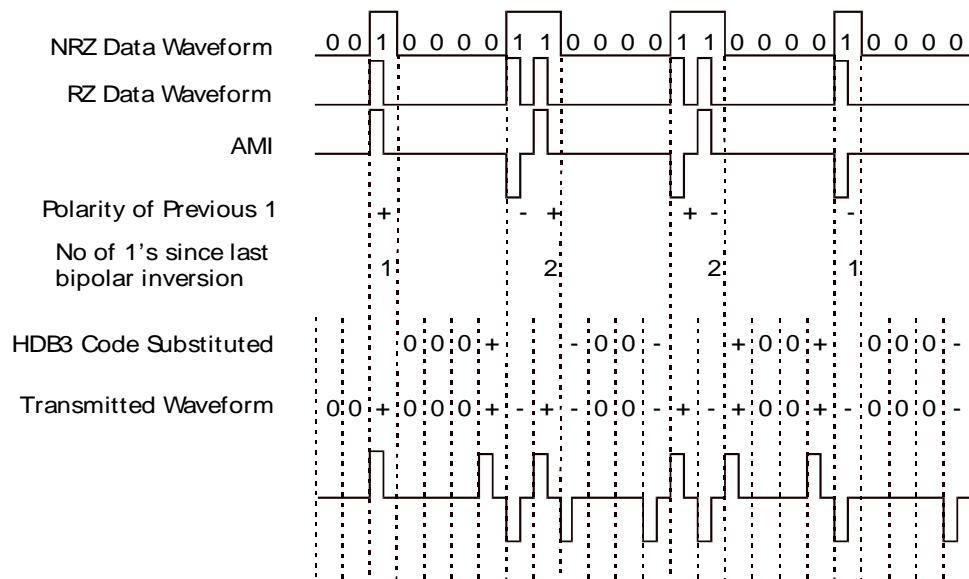 NRZ Data Waveform 0 0 1 0 0 0 0 1 1 0 0 0 0 1 1 0 0 0 0 1 0 0 0 0
RZ Data Waveform
AMI
Polarity of Previous 1 + - + + - -
No of 1's since last
bipolar inversion 1 2 2 1
HDB3 Code Substituted 0 0 0 + - 0 0 - + 0 0 + 0 0 0 -
Transmitted Waveform 0 0 + 0 0 0 + - + - 0 0 - + - + 0 0 + - 0 0 0 -